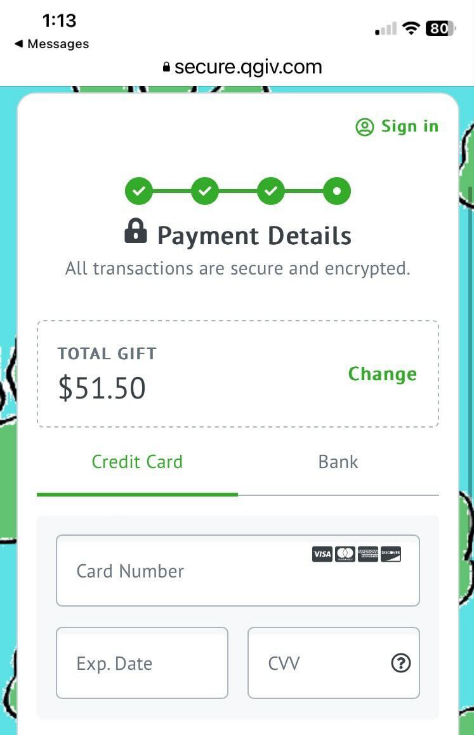 1:13
80
◀ Messages
secure.qgiv.com
Sign in
Payment Details
All transactions are secure and encrypted.
TOTAL GIFT
$51.50
Change
Credit Card
Bank
VISA
DISCOVER
Card Number
Exp. Date
CVV
?